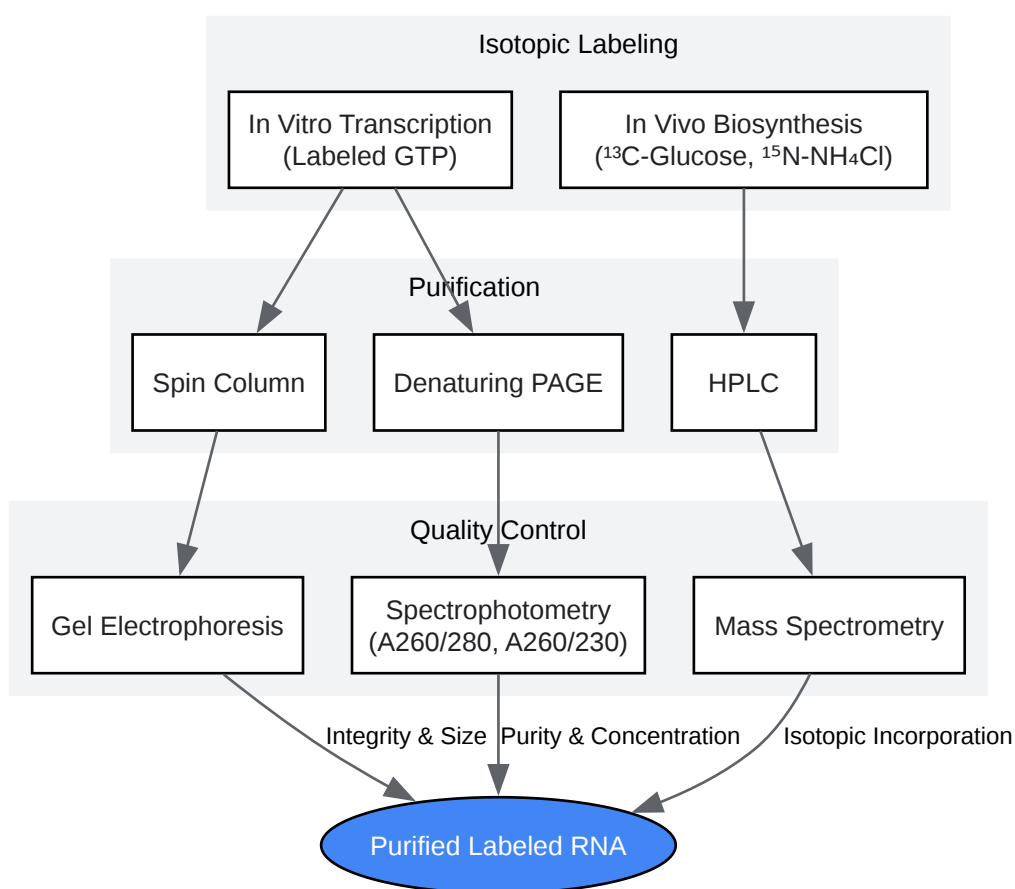 Isotopic Labeling
In Vitro Transcription
(Labeled GTP)
In Vivo Biosynthesis
(¹³C-Glucose, ¹⁵N-NH₄Cl)
Purification
Spin Column
Denaturing PAGE
HPLC
Quality Control
Gel Electrophoresis
Spectrophotometry
(A260/280, A260/230)
Mass Spectrometry
Integrity & Size
Purity & Concentration
Isotopic Incorporation
Purified Labeled RNA